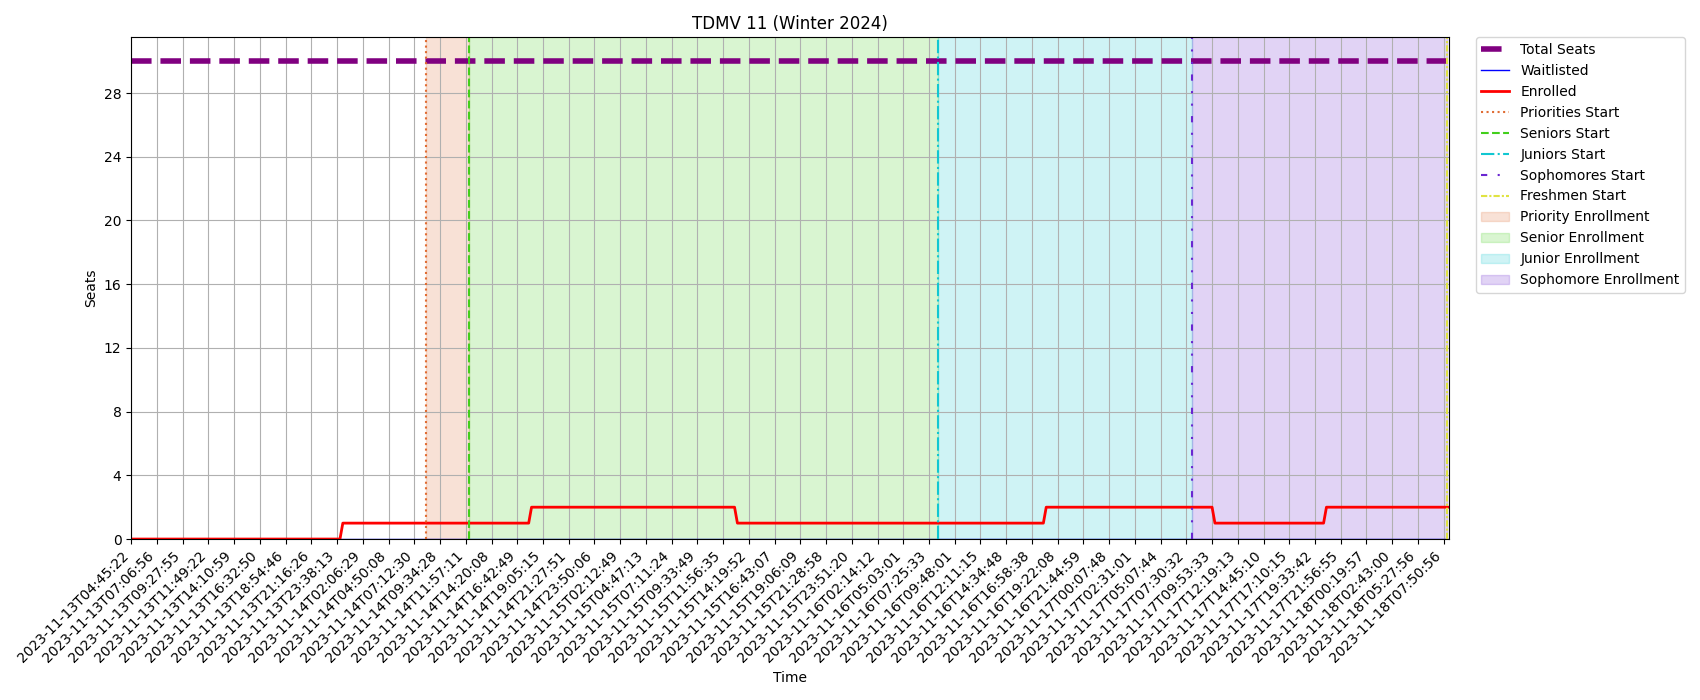 TDMV 11 (Winter 2024)
Total Seats
Waitlisted
Enrolled
Priorities Start
Seniors Start
Juniors Start
Sophomores Start
Freshmen Start
Priority Enrollment
Senior Enrollment
Junior Enrollment
Sophomore Enrollment
Seats
28
24
20
16
12
8
4
0
2023-11-13T04:45:22
2023-11-13T07:06:56
2023-11-13T09:27:55
2023-11-13T11:49:22
2023-11-13T14:10:59
2023-11-13T16:32:50
2023-11-13T18:54:46
2023-11-13T21:16:26
2023-11-13T23:38:13
2023-11-14T02:06:29
2023-11-14T04:50:08
2023-11-14T07:12:30
2023-11-14T09:34:28
2023-11-14T11:57:11
2023-11-14T14:20:08
2023-11-14T16:42:49
2023-11-14T19:05:15
2023-11-14T21:27:51
2023-11-14T23:50:06
2023-11-15T02:12:49
2023-11-15T04:47:13
2023-11-15T07:11:24
2023-11-15T09:33:49
2023-11-15T11:56:35
2023-11-15T14:19:52
2023-11-15T16:43:07
2023-11-15T19:06:09
2023-11-15T21:28:58
2023-11-15T23:51:20
2023-11-16T02:14:12
2023-11-16T05:03:01
2023-11-16T07:25:33
2023-11-16T09:48:01
2023-11-16T12:11:15
2023-11-16T14:34:48
2023-11-16T16:58:38
2023-11-16T19:22:08
2023-11-16T21:44:59
2023-11-17T00:07:48
2023-11-17T02:31:01
2023-11-17T05:07:44
2023-11-17T07:30:32
2023-11-17T09:53:33
2023-11-17T12:19:13
2023-11-17T14:45:10
2023-11-17T17:10:15
2023-11-17T19:33:42
2023-11-17T21:56:55
2023-11-18T00:19:57
2023-11-18T02:43:00
2023-11-18T05:27:56
2023-11-18T07:50:56
Time